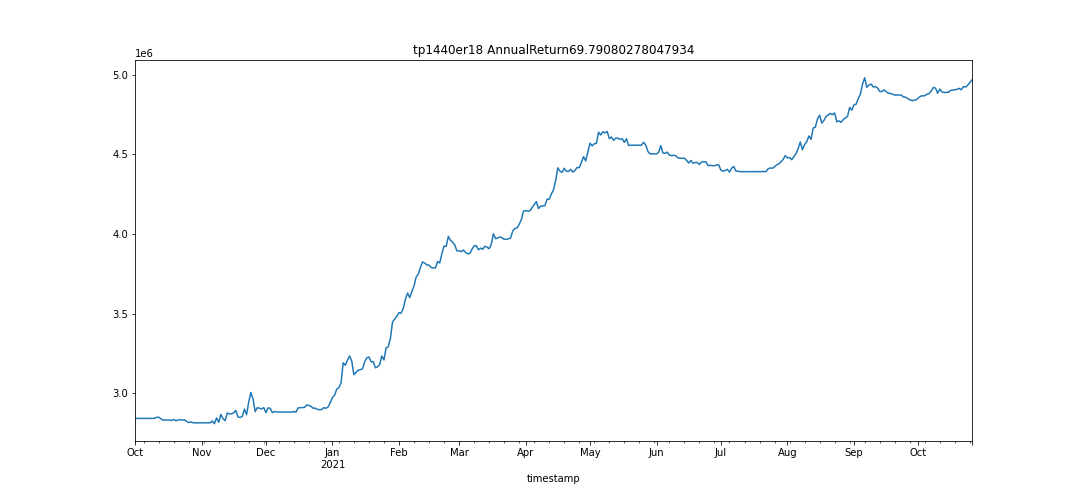 tp1440er18 AnnualReturn69.79080278047934
1e6
5.0
4.5
4.0
3.5
3.0
Oct Nov Dec Jan Feb Mar Apr May Jun Jul Aug Sep Oct
2021
timestamp